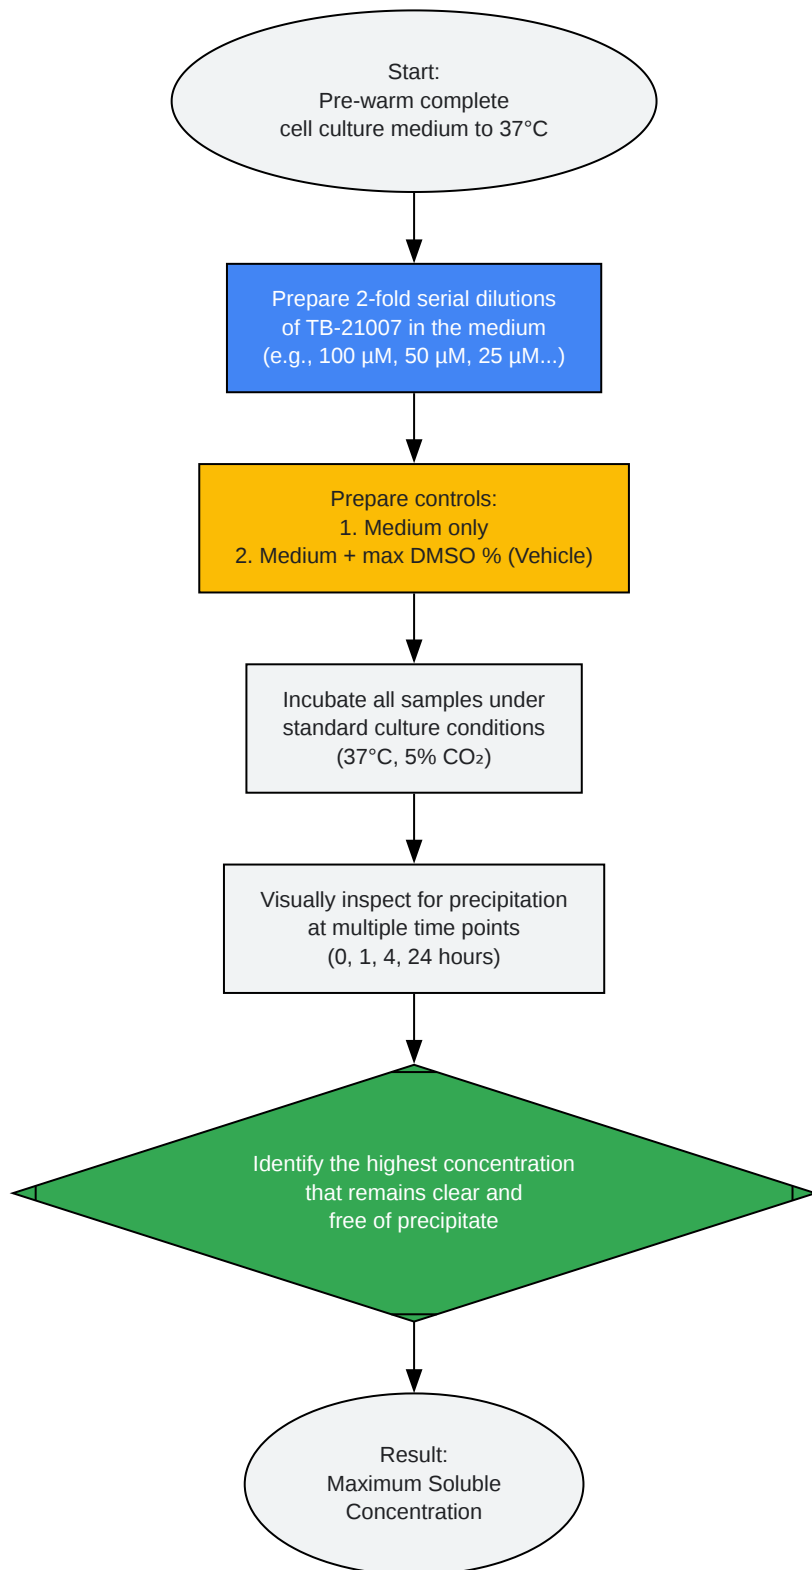 Start:
Pre-warm complete
cell culture medium to 37°C
Prepare 2-fold serial dilutions
of TB-21007 in the medium
(e.g., 100 µM, 50 µM, 25 µM...)
Prepare controls:
1. Medium only
2. Medium + max DMSO % (Vehicle)
Incubate all samples under
standard culture conditions
(37°C, 5% CO₂)
Visually inspect for precipitation
at multiple time points
(0, 1, 4, 24 hours)
Identify the highest concentration
that remains clear and
free of precipitate
Result:
Maximum Soluble
Concentration